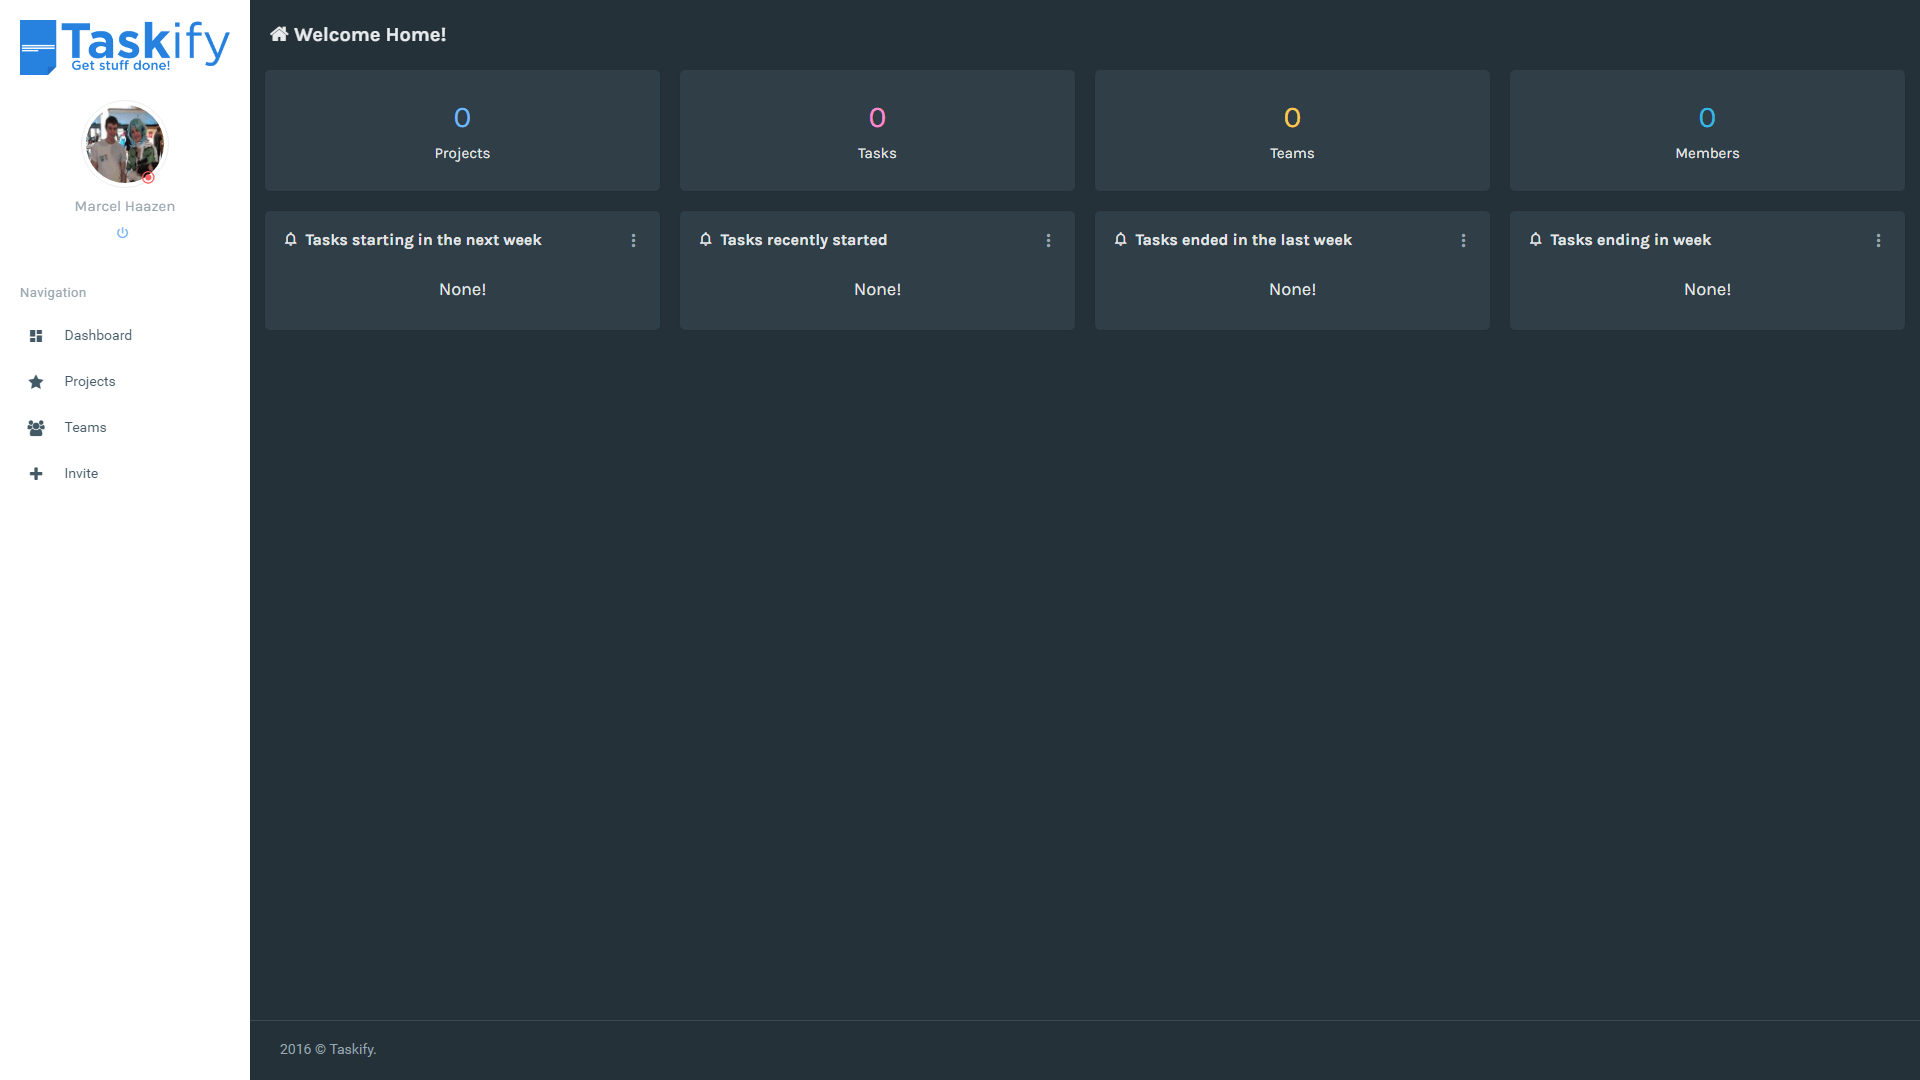 Taskify
Get stuff done!
Marcel Haazen
Navigation
Dashboard
Projects
Teams
Invite
Welcome Home!
0
Projects
0
Tasks
0
Teams
0
Members
Tasks starting in the next week
None!
Tasks recently started
None!
Tasks ended in the last week
None!
Tasks ending in week
None!
2016 © Taskify.